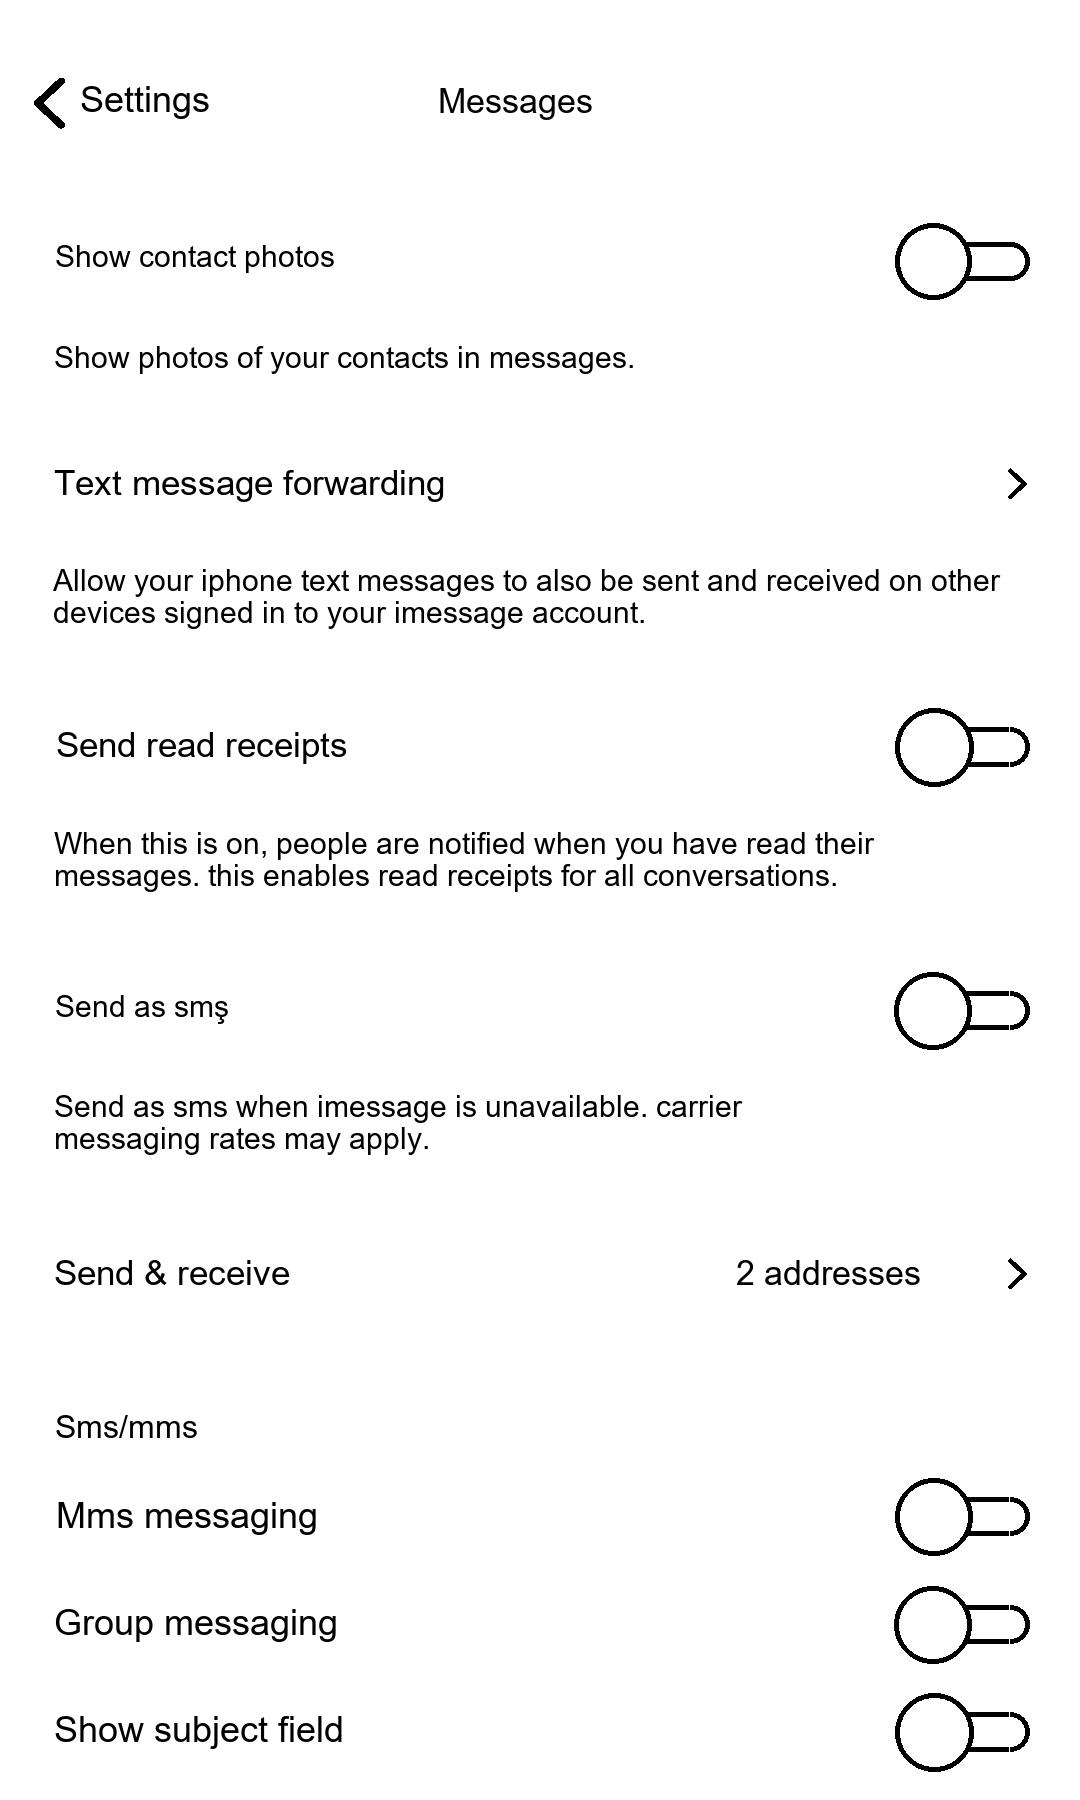 Settings
Messages
Show contact photos
Show photos of your contacts in messages.
Text message forwarding
Allow your iphone text messages to also be sent and received on other
devices signed in to your imessage account.
Send read receipts
When this is on, people are notified when you have read their
messages. this enables read receipts for all conversations.
Send as smş
Send as sms when imessage is unavailable. carrier
messaging rates may apply.
Send & receive 2 addresses
Sms/mms
Mms messaging
Group messaging
Show subject field